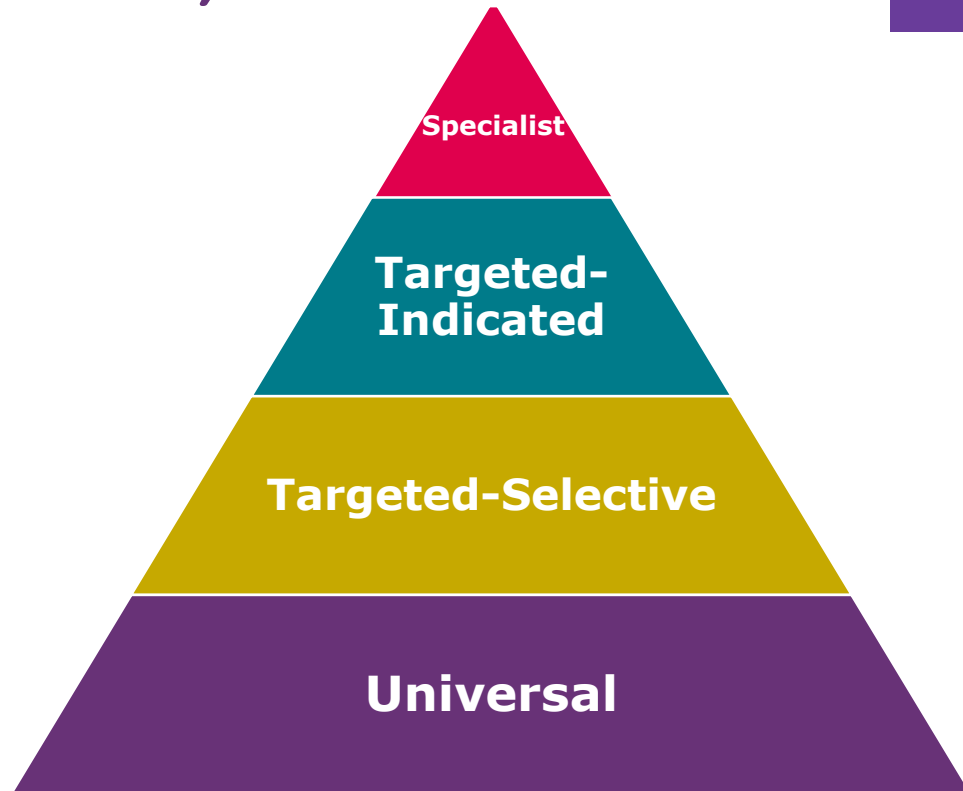 Specialist
Targeted-
Indicated
Targeted-Selective
Universal